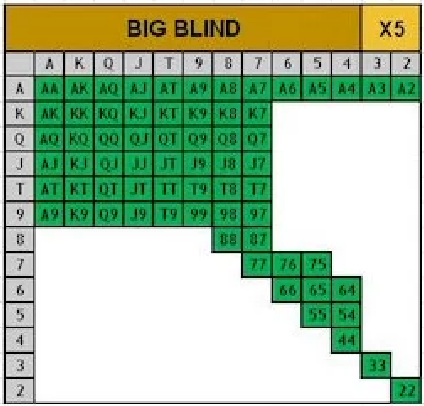 BIG BLIND X5
A K Q J T 9 8 7 6 5 4 3 2
A AA AK AQ AJ AT A9 A8 A7 A6 A5 A4 A3 A2
K AK KK KQ KJ KT K9 K8 K7
Q AQ KQ QQ QJ QT Q9 Q8 Q7
J AJ KJ QJ JJ JT J9 J8 J7
T AT KT QT JT TT T9 T8 T7
9 A9 K9 Q9 J9 T9 99 98 97
8 88 87
7 77 76 75
6 66 65 64
5 55 54
4 44
3 33
2 22